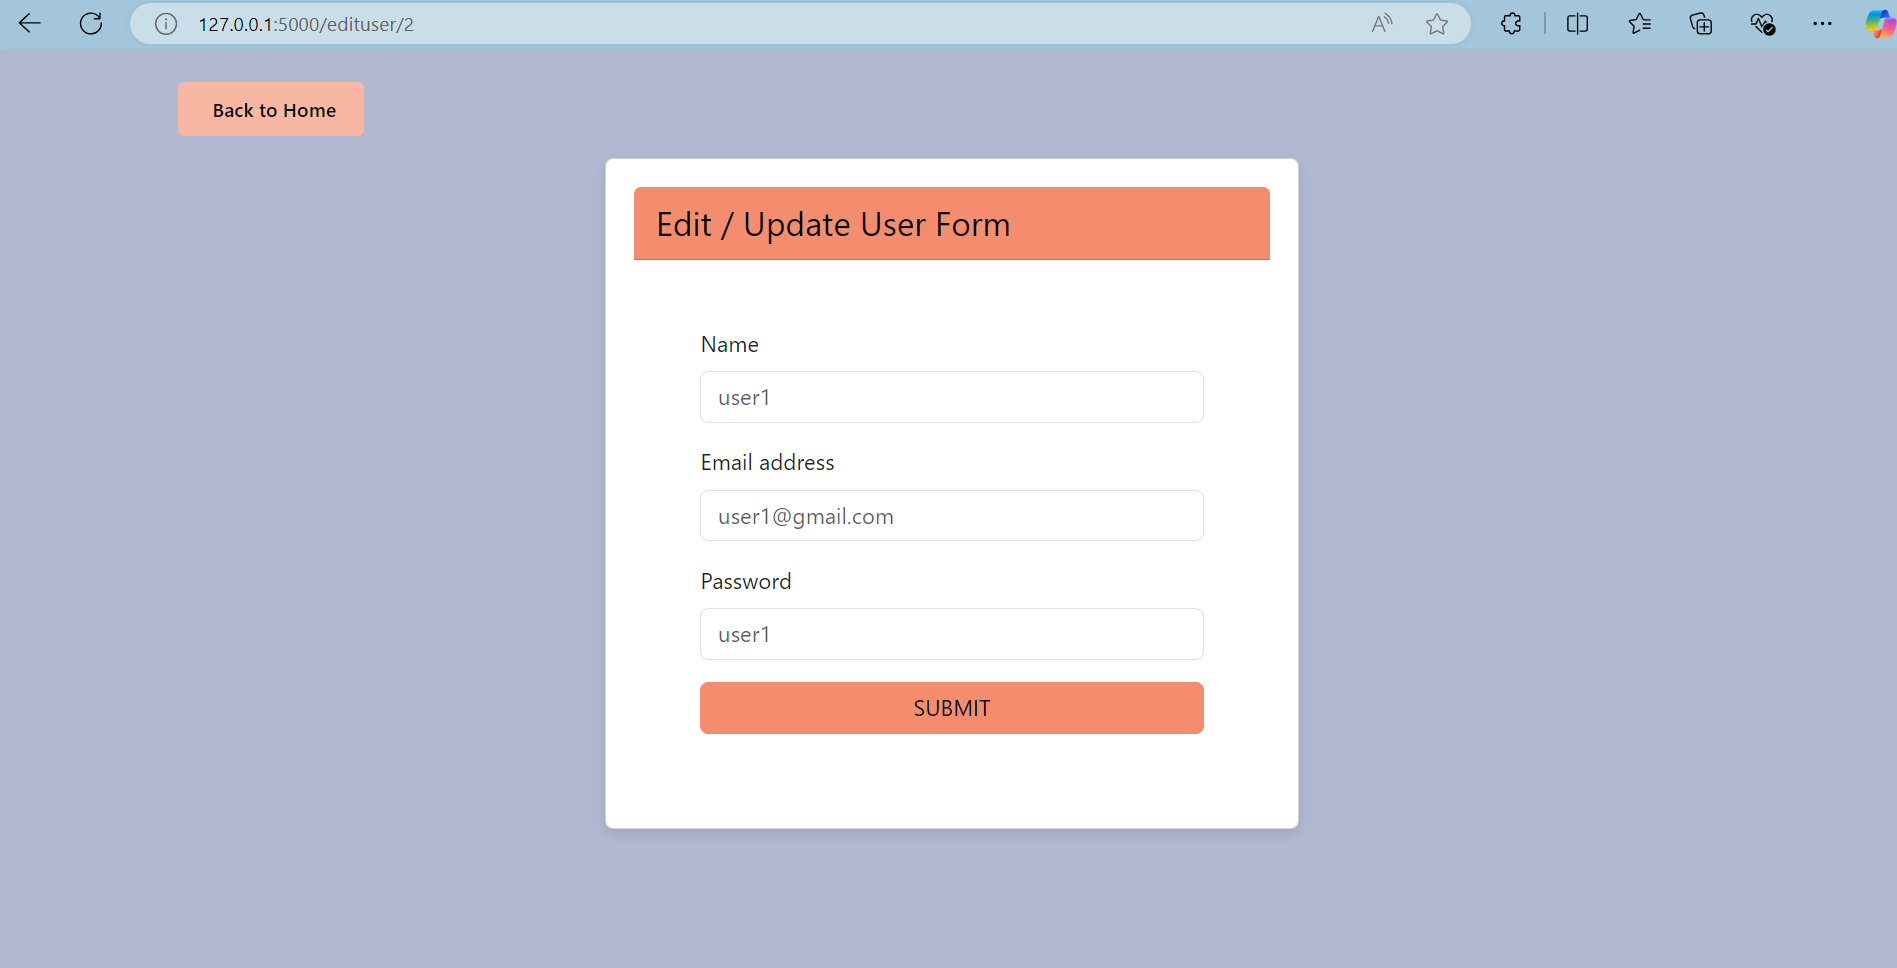 127.0.0.1:5000/edituser/2
Back to Home
Edit / Update User Form
Name
user1
Email address
user1@gmail.com
Password
user1
SUBMIT